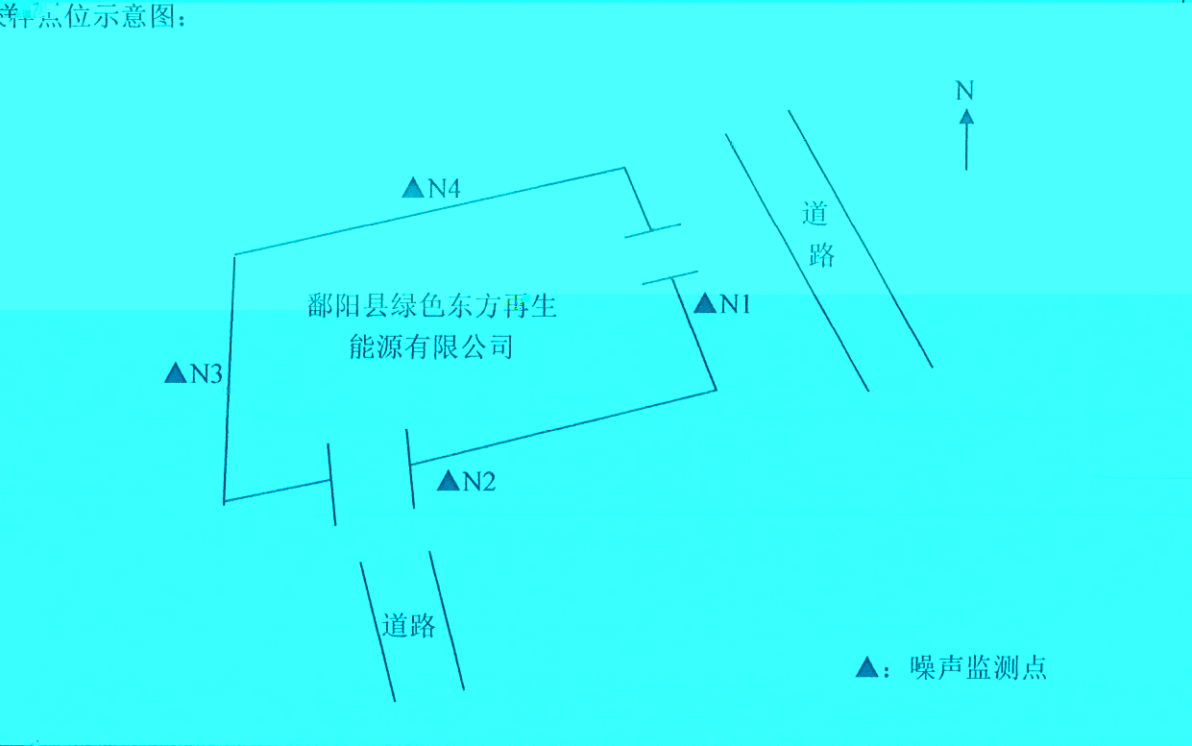 采样点位示意图：
N
▲N4
道
路
鄱阳县绿色东方再生
能源有限公司
▲N1
▲N3
▲N2
道路
▲：噪声监测点